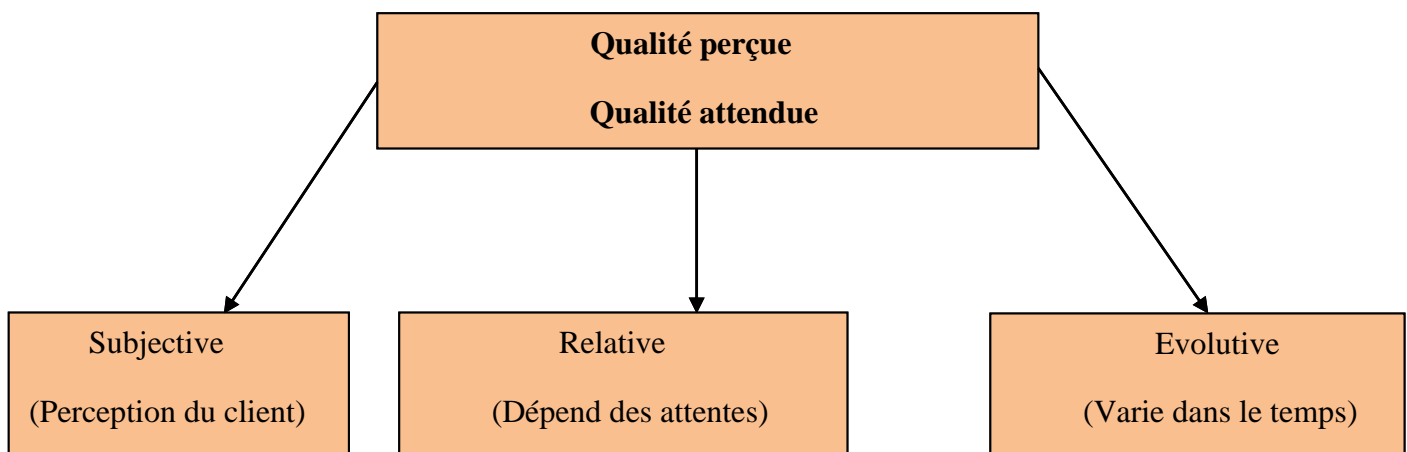 Qualité perçue
Qualité attendue
Subjective
(Perception du client)
Relative
(Dépend des attentes)
Evolutive
(Varie dans le temps)